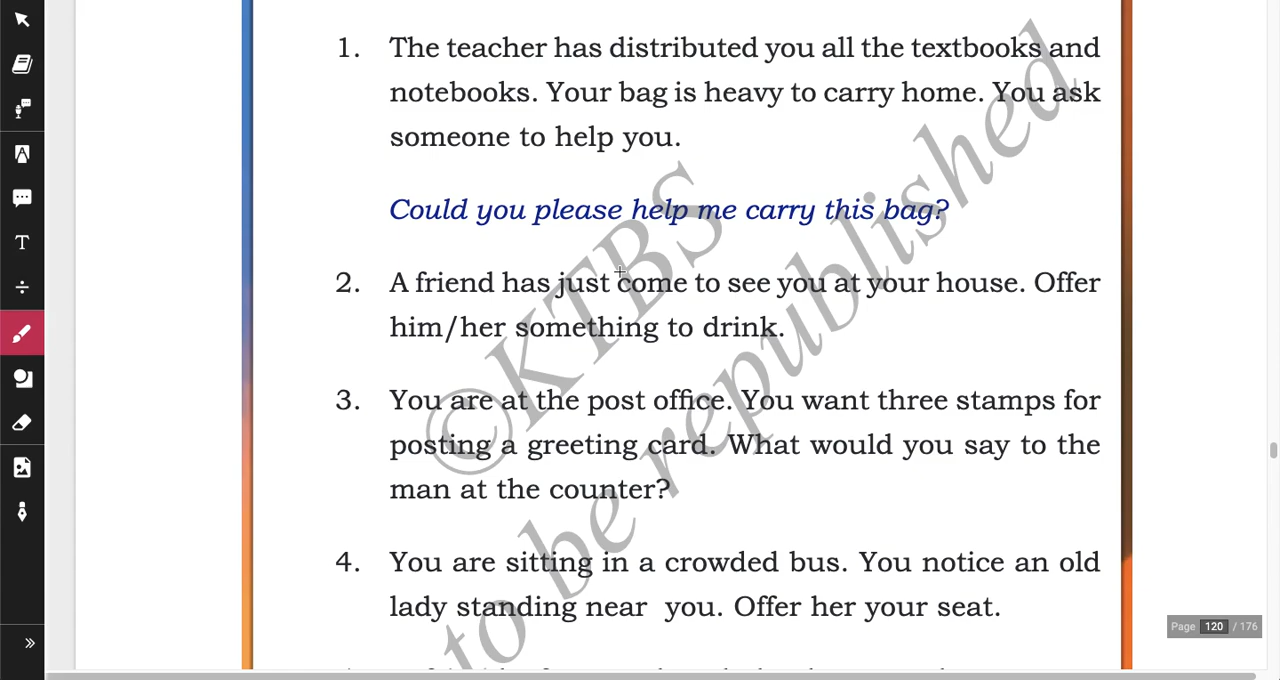 1. The teacher has distributed you all the textbooks and
notebooks. Your bag is heavy to carry home. You ask
someone to help you.
Could you please help me carry this bag?
2. A friend has just come to see you at your house. Offer
him/her something to drink.
3. You are at the post office. You want three stamps for
posting a greeting card. What would you say to the
man at the counter?
4. You are sitting in a crowded bus. You notice an old
lady standing near you. Offer her your seat.
©KTBS
to be republished
Page 120 / 176